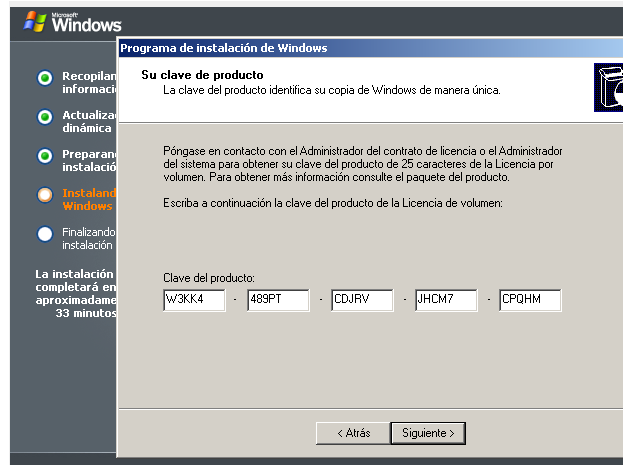 Microsoft
Windows
Programa de instalación de Windows
Recopilan
informaci
Actualiza
dinámica
Preparan
instalació
Instaland
Windows
Finalizando
instalación
La instalación
completará en
aproximadame
33 minutos
Su clave de producto
La clave del producto identifica su copia de Windows de manera única.
Póngase en contacto con el Administrador del contrato de licencia o el Administrador
del sistema para obtener su clave del producto de 25 caracteres de la Licencia por
volumen. Para obtener más información consulte el paquete del producto.
Escriba a continuación la clave del producto de la Licencia de volumen:
Clave del producto:
W3KK4 - 489PT - CDJRV - JHCM7 - CPQHM
< Atrás Siguiente >